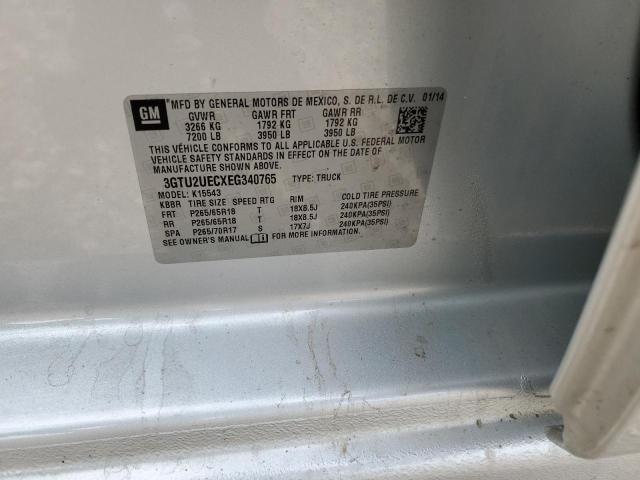 GM
MFD BY GENERAL MOTORS DE MEXICO, S. DE R.L. DE C.V. 01/14
GVWR GAWR FRT GAWR RR
3266 KG 1792 KG 1792 KG
7200 LB 3950 LB 3950 LB
THIS VEHICLE CONFORMS TO ALL APPLICABLE U.S. FEDERAL MOTOR
VEHICLE SAFETY STANDARDS IN EFFECT ON THE DATE OF
MANUFACTURE SHOWN ABOVE.
3GTU2UECXEG340765 TYPE: TRUCK
MODEL: K15543
KBBR TIRE SIZE SPEED RTG RIM COLD TIRE PRESSURE
FRT P265/65R18 T 18X8.5J 240KPA(35PSI)
RR P265/65R18 T 18X8.5J 240KPA(35PSI)
SPA P265/70R17 S 17X7J 240KPA(35PSI)
SEE OWNER'S MANUAL FOR MORE INFORMATION